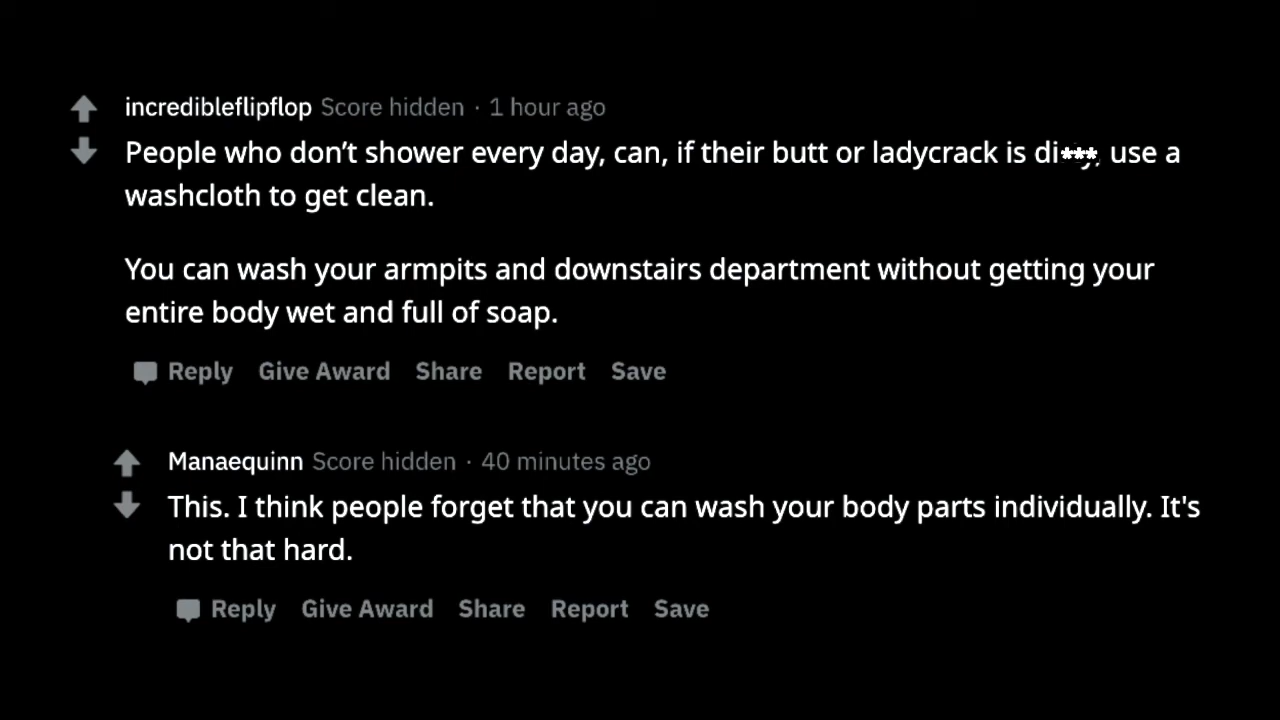 incredibleflipflop Score hidden · 1 hour ago
People who don't shower every day, can, if their butt or ladycrack is di***, use a
washcloth to get clean.
You can wash your armpits and downstairs department without getting your
entire body wet and full of soap.
Reply Give Award Share Report Save
Manaequinn Score hidden · 40 minutes ago
This. I think people forget that you can wash your body parts individually. It's
not that hard.
Reply Give Award Share Report Save